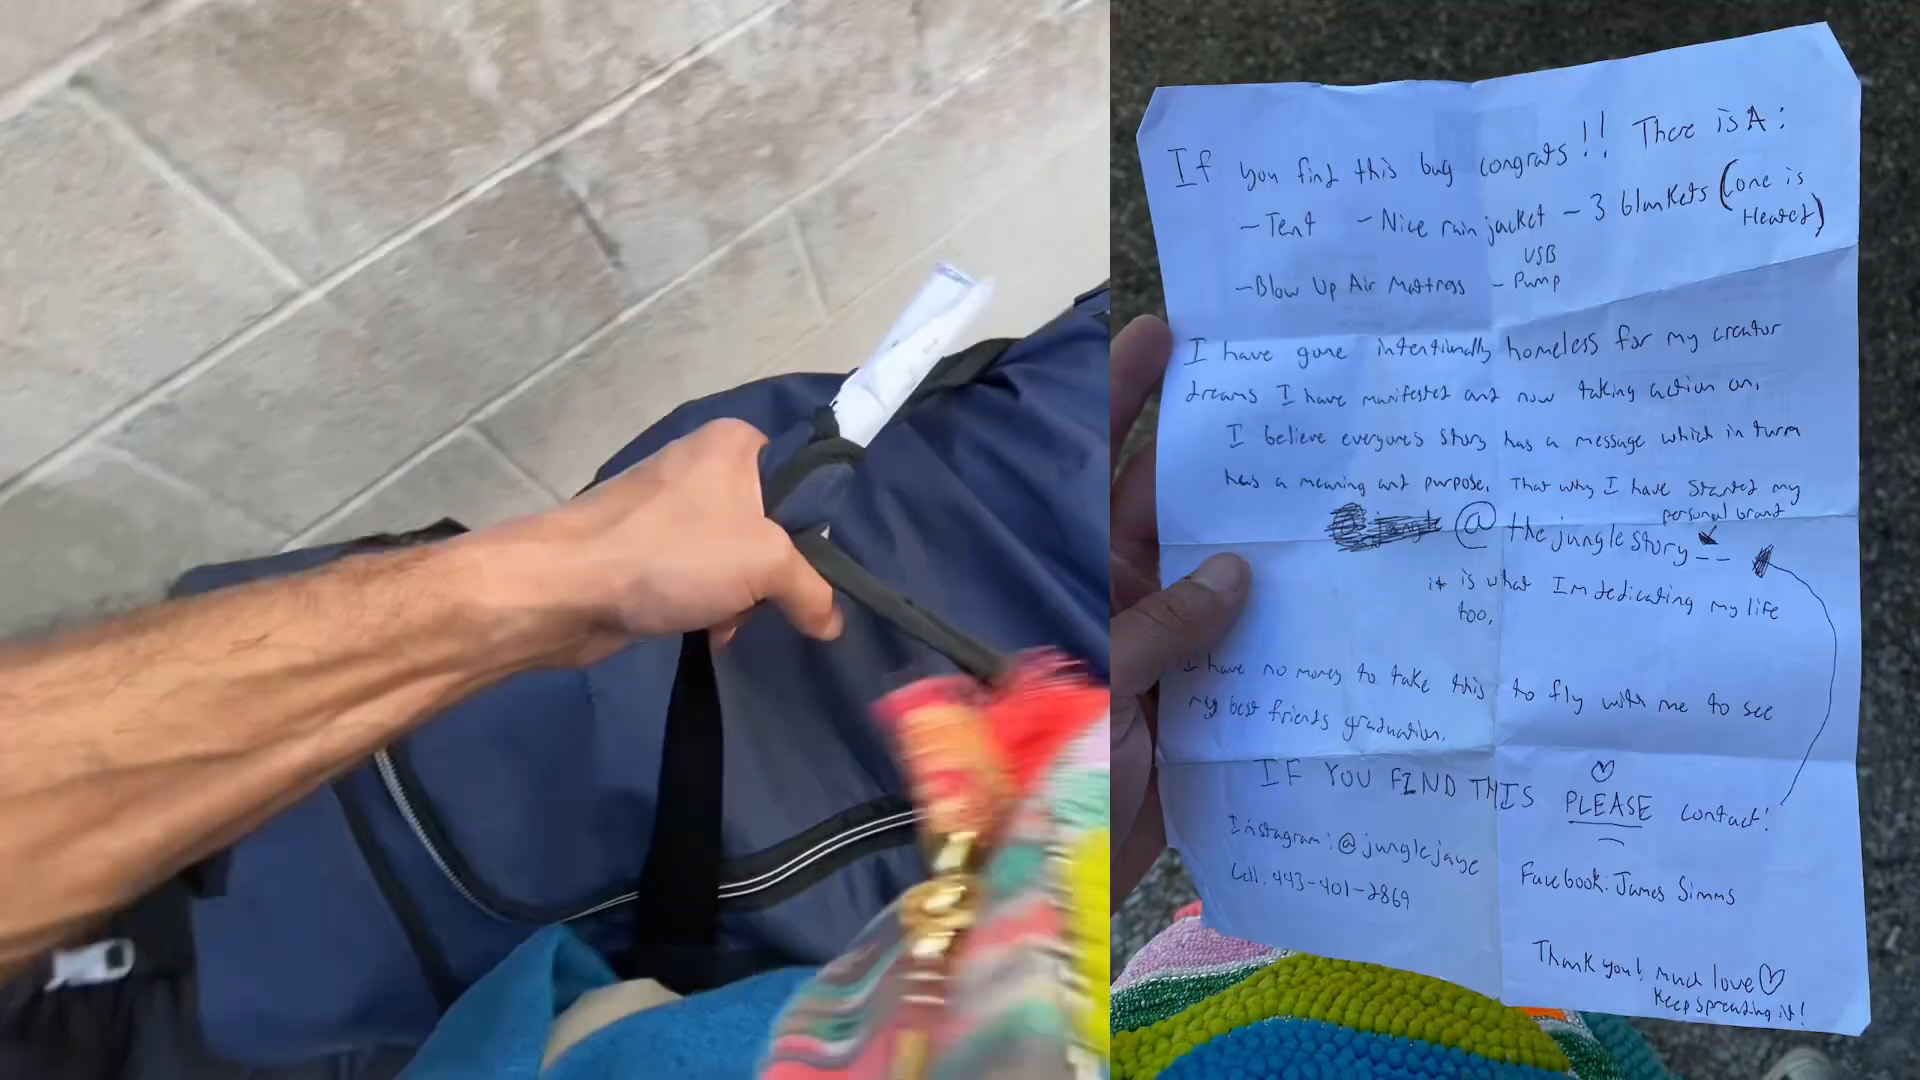 If you find this bag congrats!! There is A:
- Tent - Nice rain jacket - 3 blankets (one is Heated)
- Blow Up Air Mattress - USB Pump
I have gone intentionally homeless for my creator
dreams I have manifested and now taking action on.
I believe everyone's story has a message which in turn
has a meaning and purpose. That why I have started my
personal brand
@ the junglestory__
it is what Im dedicating my life
too.
I have no money to take this to fly with me to see
my best friends graduation.
IF YOU FIND THIS PLEASE contact!
Instagram: @junglejaye
Cell. 443-401-2869
Facebook: James Simms
Thank you! much love
Keep spreading it!